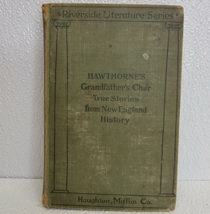 Riverside Literature Series
HAWTHORNE'S
Grandfather's Chair
True Stories
from New England
History
Houghton, Mifflin Co.